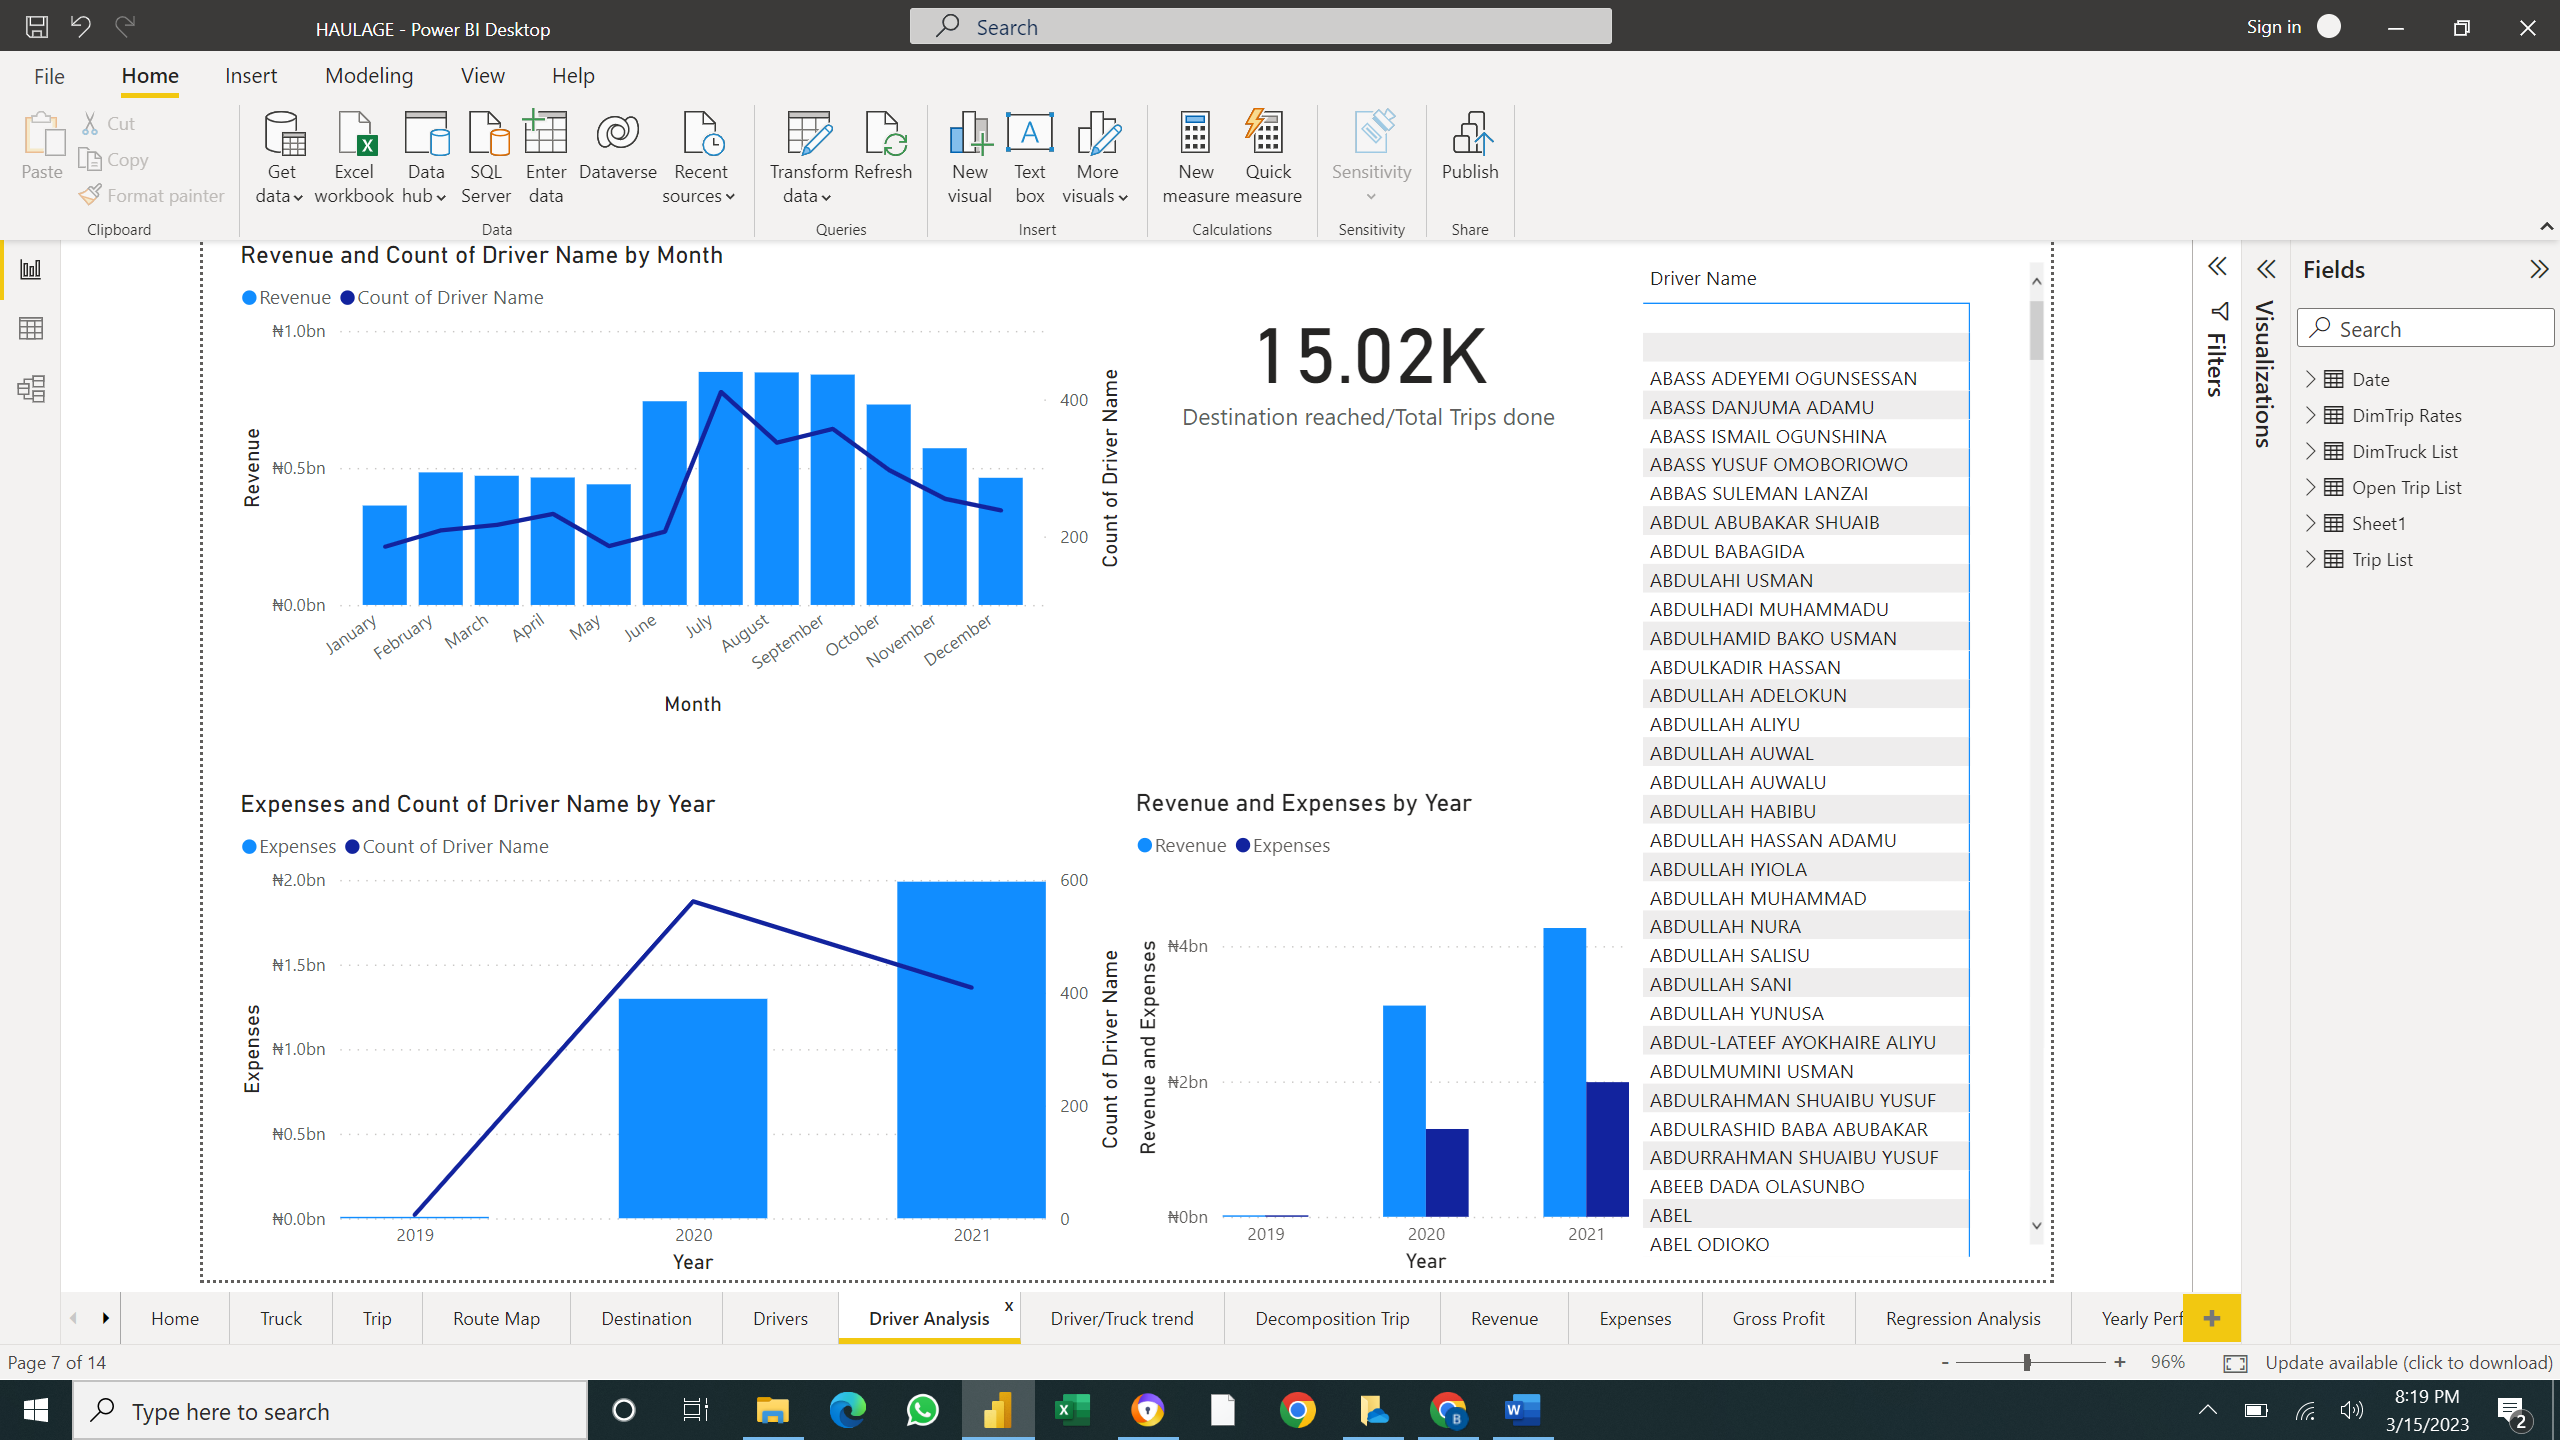 HAULAGE - Power BI Desktop
Search
Sign in
File Home Insert Modeling View Help
Paste
Cut
Copy
Format painter
Clipboard
Get data
Excel workbook
Data hub
SQL Server
Enter data
Dataverse
Recent sources
Data
Transform data
Refresh
Queries
New visual
Text box
More visuals
Insert
New measure
Quick measure
Calculations
Sensitivity
Sensitivity
Publish
Share
Revenue and Count of Driver Name by Month
Revenue Count of Driver Name
₦1.0bn
₦0.5bn
₦0.0bn
Revenue
400
200
Count of Driver Name
January February March April May June July August September October November December
Month
15.02K
Destination reached/Total Trips done
Expenses and Count of Driver Name by Year
Expenses Count of Driver Name
₦2.0bn
₦1.5bn
₦1.0bn
₦0.5bn
₦0.0bn
Expenses
600
400
200
0
Count of Driver Name
2019 2020 2021
Year
Revenue and Expenses by Year
Revenue Expenses
₦4bn
₦2bn
₦0bn
Revenue and Expenses
2019 2020 2021
Year
Driver Name
ABASS ADEYEMI OGUNSESSAN
ABASS DANJUMA ADAMU
ABASS ISMAIL OGUNSHINA
ABASS YUSUF OMOBORIOWO
ABBAS SULEMAN LANZAI
ABDUL ABUBAKAR SHUAIB
ABDUL BABAGIDA
ABDULAHI USMAN
ABDULHADI MUHAMMADU
ABDULHAMID BAKO USMAN
ABDULKADIR HASSAN
ABDULLAH ADELOKUN
ABDULLAH ALIYU
ABDULLAH AUWAL
ABDULLAH AUWALU
ABDULLAH HABIBU
ABDULLAH HASSAN ADAMU
ABDULLAH IYIOLA
ABDULLAH MUHAMMAD
ABDULLAH NURA
ABDULLAH SALISU
ABDULLAH SANI
ABDULLAH YUNUSA
ABDUL-LATEEF AYOKHAIRE ALIYU
ABDULMUMINI USMAN
ABDULRAHMAN SHUAIBU YUSUF
ABDULRASHID BABA ABUBAKAR
ABDURRAHMAN SHUAIBU YUSUF
ABEEB DADA OLASUNBO
ABEL
ABEL ODIOKO
Filters
Visualizations
Fields
Search
Date
DimTrip Rates
DimTruck List
Open Trip List
Sheet1
Trip List
Home Truck Trip Route Map Destination Drivers Driver Analysis x Driver/Truck trend Decomposition Trip Revenue Expenses Gross Profit Regression Analysis Yearly Perf +
Page 7 of 14
- + 96%
Update available (click to download)
Type here to search
8:19 PM
3/15/2023
2